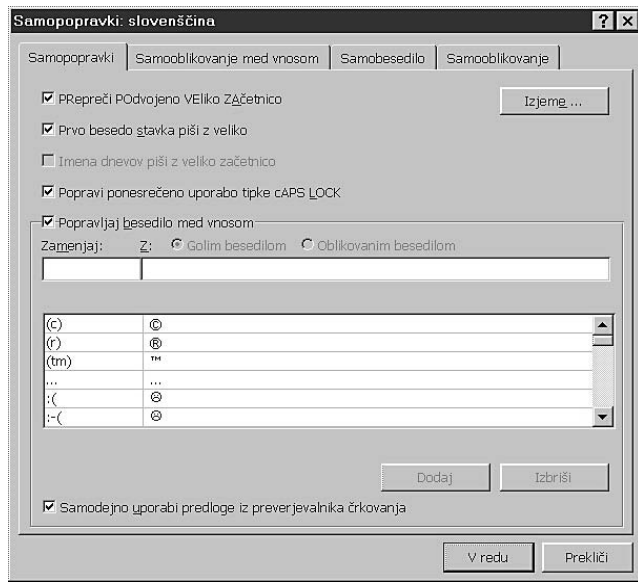 Samopopravki: slovenščina
Samopopravki Samooblikovanje med vnosom Samobesedilo Samooblikovanje
PRepreči POdvojeno VEliko ZAčetnico Izjeme ...
Prvo besedo stavka piši z veliko
Imena dnevov piši z veliko začetnico
Popravi ponesrečeno uporabo tipke cAPS LOCK
Popravljaj besedilo med vnosom
Zamenjaj: Z: Golim besedilom Oblikovanim besedilom
(c) ©
(r) ®
(tm) ™
... ...
:( ☹
:-( ☹
Dodaj Izbriši
Samodejno uporabi predloge iz preverjevalnika črkovanja
V redu Prekliči